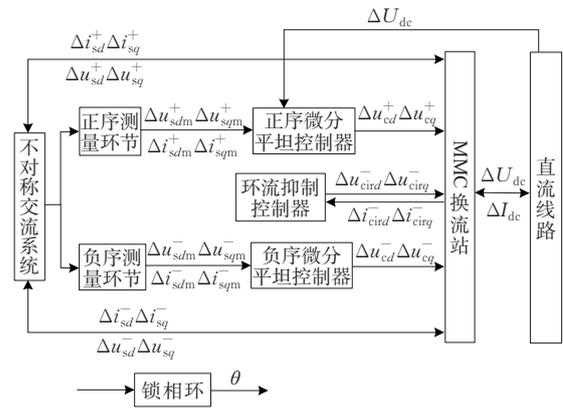 ΔU_dc
Δi⁺_sd Δi⁺_sq
Δu⁺_sd Δu⁺_sq
正序测
量环节
Δu⁺_sdm Δu⁺_sqm
Δi⁺_sdm Δi⁺_sqm
正序微分
平坦控制器
Δu⁺_cd Δu⁺_cq
不对称交流系统
环流抑制
控制器
Δu⁻_cird Δu⁻_cirq
Δi⁻_cird Δi⁻_cirq
MMC换流站
ΔU_dc
ΔI_dc
直流线路
负序测
量环节
Δu⁻_sdm Δu⁻_sqm
Δi⁻_sdm Δi⁻_sqm
负序微分
平坦控制器
Δu⁻_cd Δu⁻_cq
Δi⁻_sd Δi⁻_sq
Δu⁻_sd Δu⁻_sq
锁相环
θ